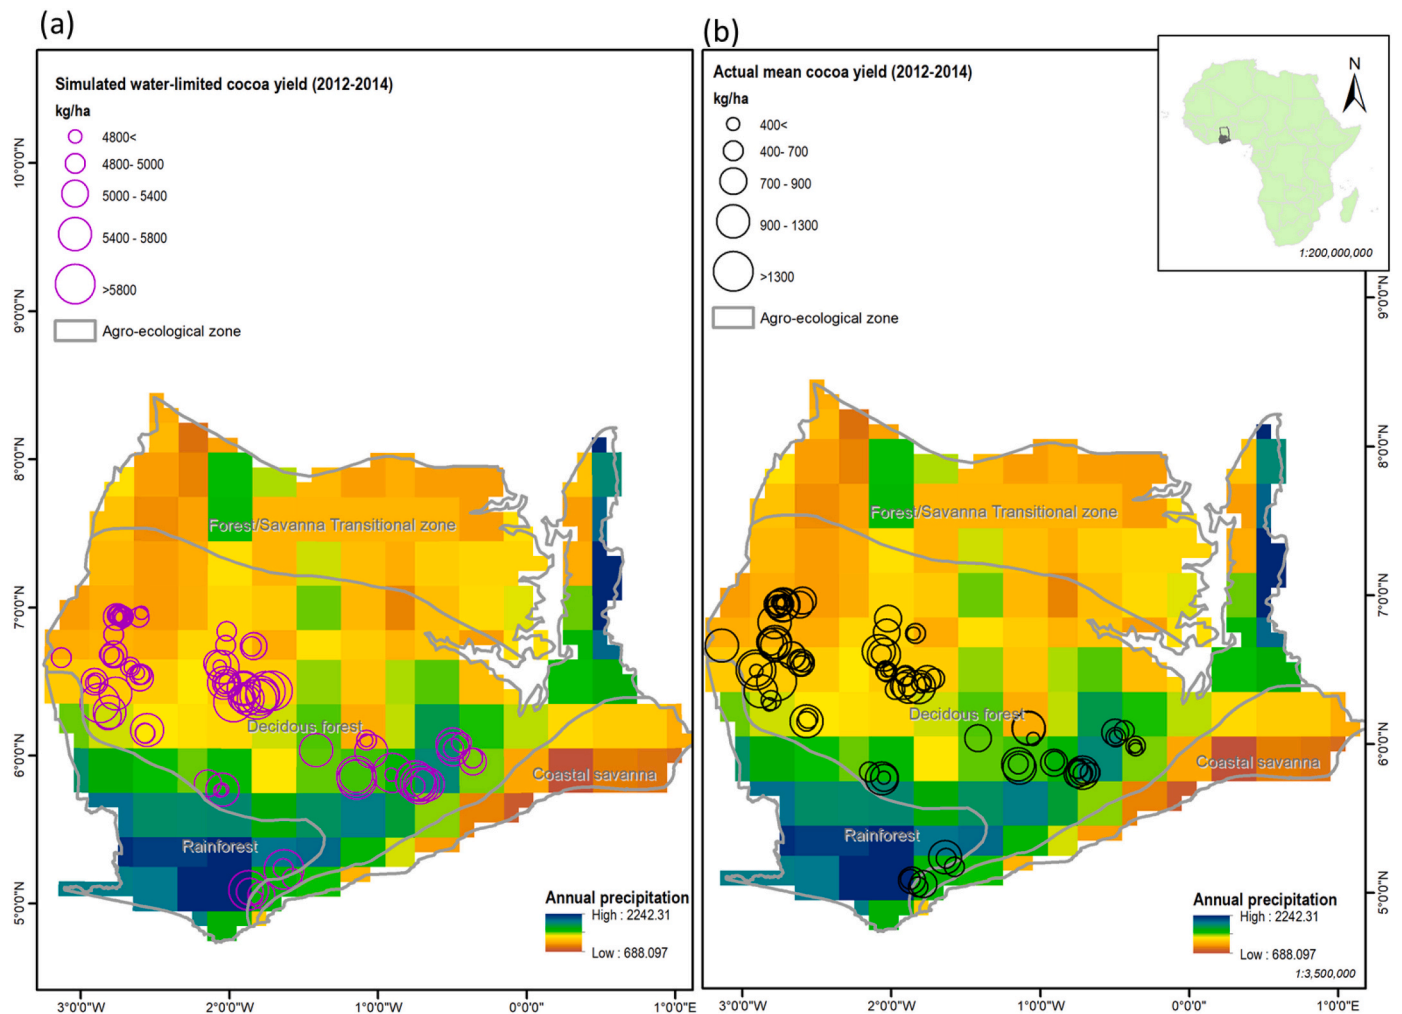 (a)
Simulated water-limited cocoa yield (2012-2014)
kg/ha
4800<
4800- 5000
5000 - 5400
5400 - 5800
>5800
Agro-ecological zone
10°0'0"N
9°0'0"N
8°0'0"N
7°0'0"N
6°0'0"N
5°0'0"N
Forest/Savanna Transitional zone
Decidous forest
Coastal savanna
Rainforest
Annual precipitation
High : 2242.31
Low : 688.097
3°0'0"W
2°0'0"W
1°0'0"W
0°0'0"
1°0'0"E
(b)
Actual mean cocoa yield (2012-2014)
kg/ha
400<
400- 700
700 - 900
900 - 1300
>1300
Agro-ecological zone
N
1:200,000,000
9°0'0"N
8°0'0"N
7°0'0"N
6°0'0"N
5°0'0"N
Forest/Savanna Transitional zone
Decidous forest
Coastal savanna
Rainforest
Annual precipitation
High : 2242.31
Low : 688.097
1:3,500,000
3°0'0"W
2°0'0"W
1°0'0"W
0°0'0"
1°0'0"E